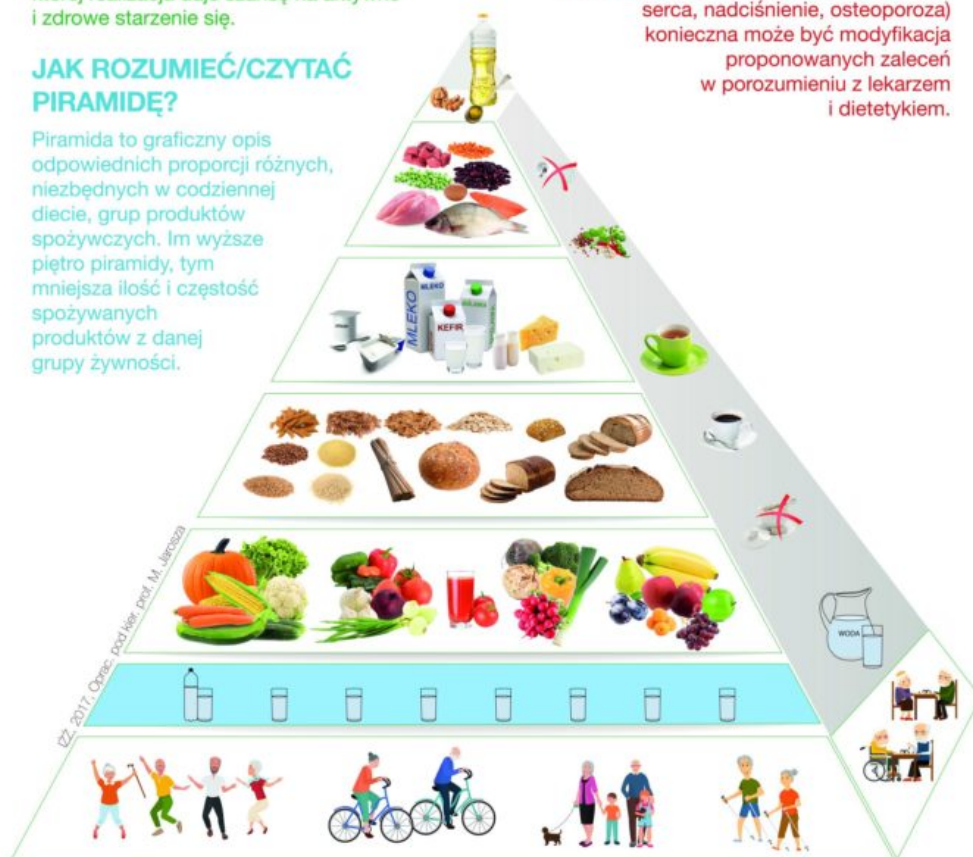 i zdrowe starzenie się.
JAK ROZUMIEĆ/CZYTAĆ
PIRAMIDĘ?
Piramida to graficzny opis
odpowiednich proporcji różnych,
niezbędnych w codziennej
diecie, grup produktów
spożywczych. Im wyższe
piętro piramidy, tym
mniejsza ilość i częstość
spożywanych
produktów z danej
grupy żywności.
serca, nadciśnienie, osteoporoza)
konieczna może być modyfikacja
proponowanych zaleceń
w porozumieniu z lekarzem
i dietetykiem.
MLEKO
MLEKO
KEFIR
WODA
IŻŻ, 2017, Oprac. pod kier. prof. M. Jarosza